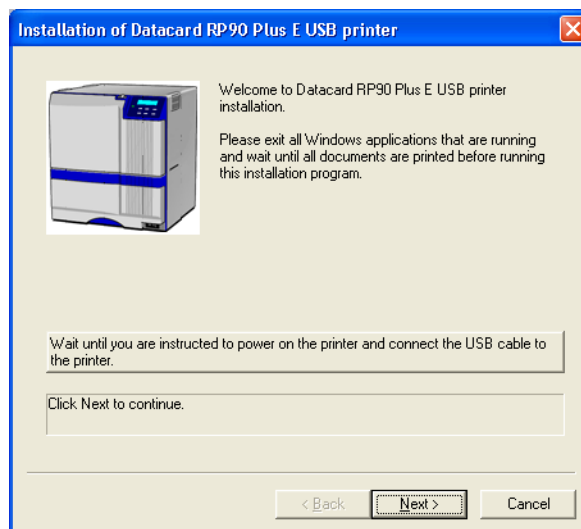 Installation of Datacard RP90 Plus E USB printer
Welcome to Datacard RP90 Plus E USB printer
installation.
Please exit all Windows applications that are running
and wait until all documents are printed before running
this installation program.
Wait until you are instructed to power on the printer and connect the USB cable to
the printer.
Click Next to continue.
< Back Next > Cancel